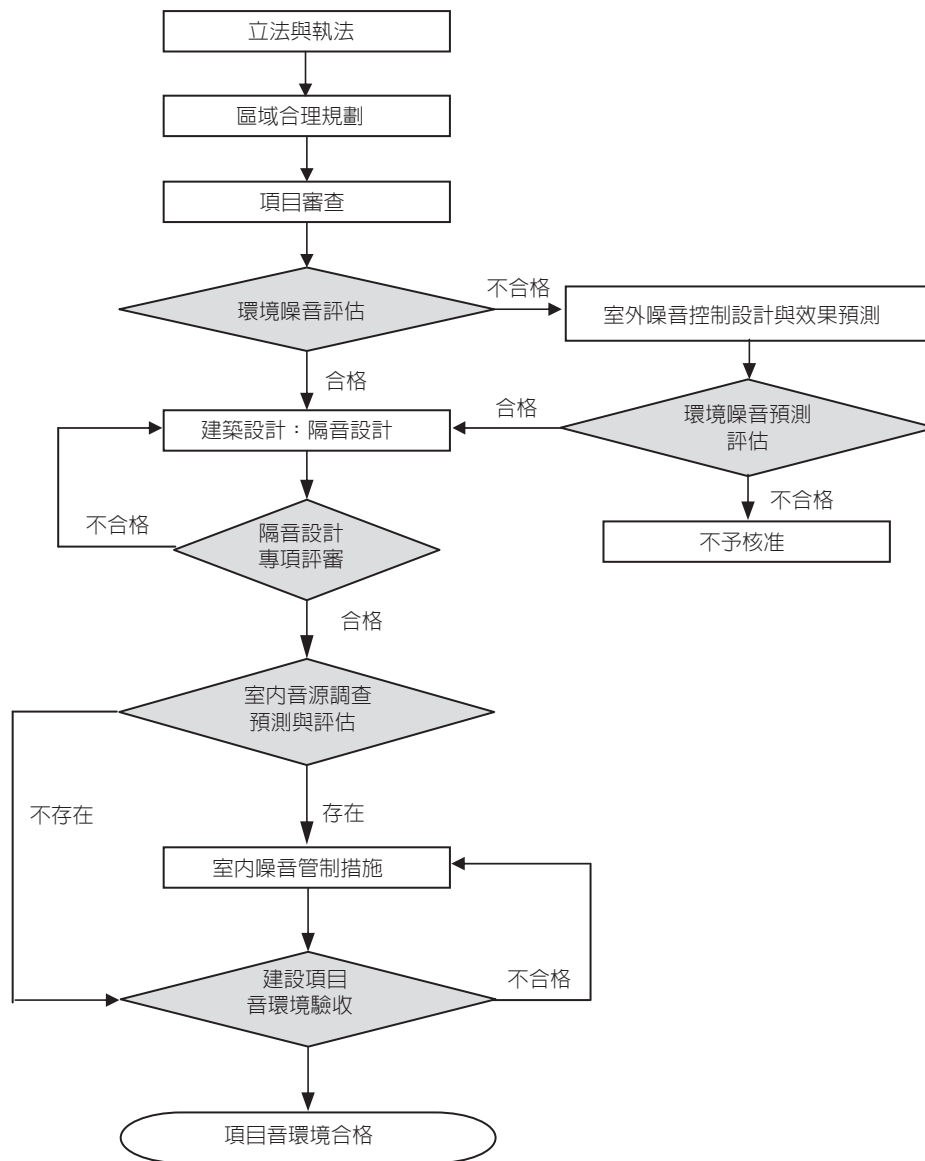 立法與執法
區域合理規劃
項目審查
環境噪音評估
不合格
室外噪音控制設計與效果預測
合格
合格
建築設計：隔音設計
環境噪音預測
評估
不合格
不合格
隔音設計
專項評審
不予核准
合格
室內音源調查
預測與評估
不存在
存在
室內噪音管制措施
建設項目
音環境驗收
不合格
項目音環境合格